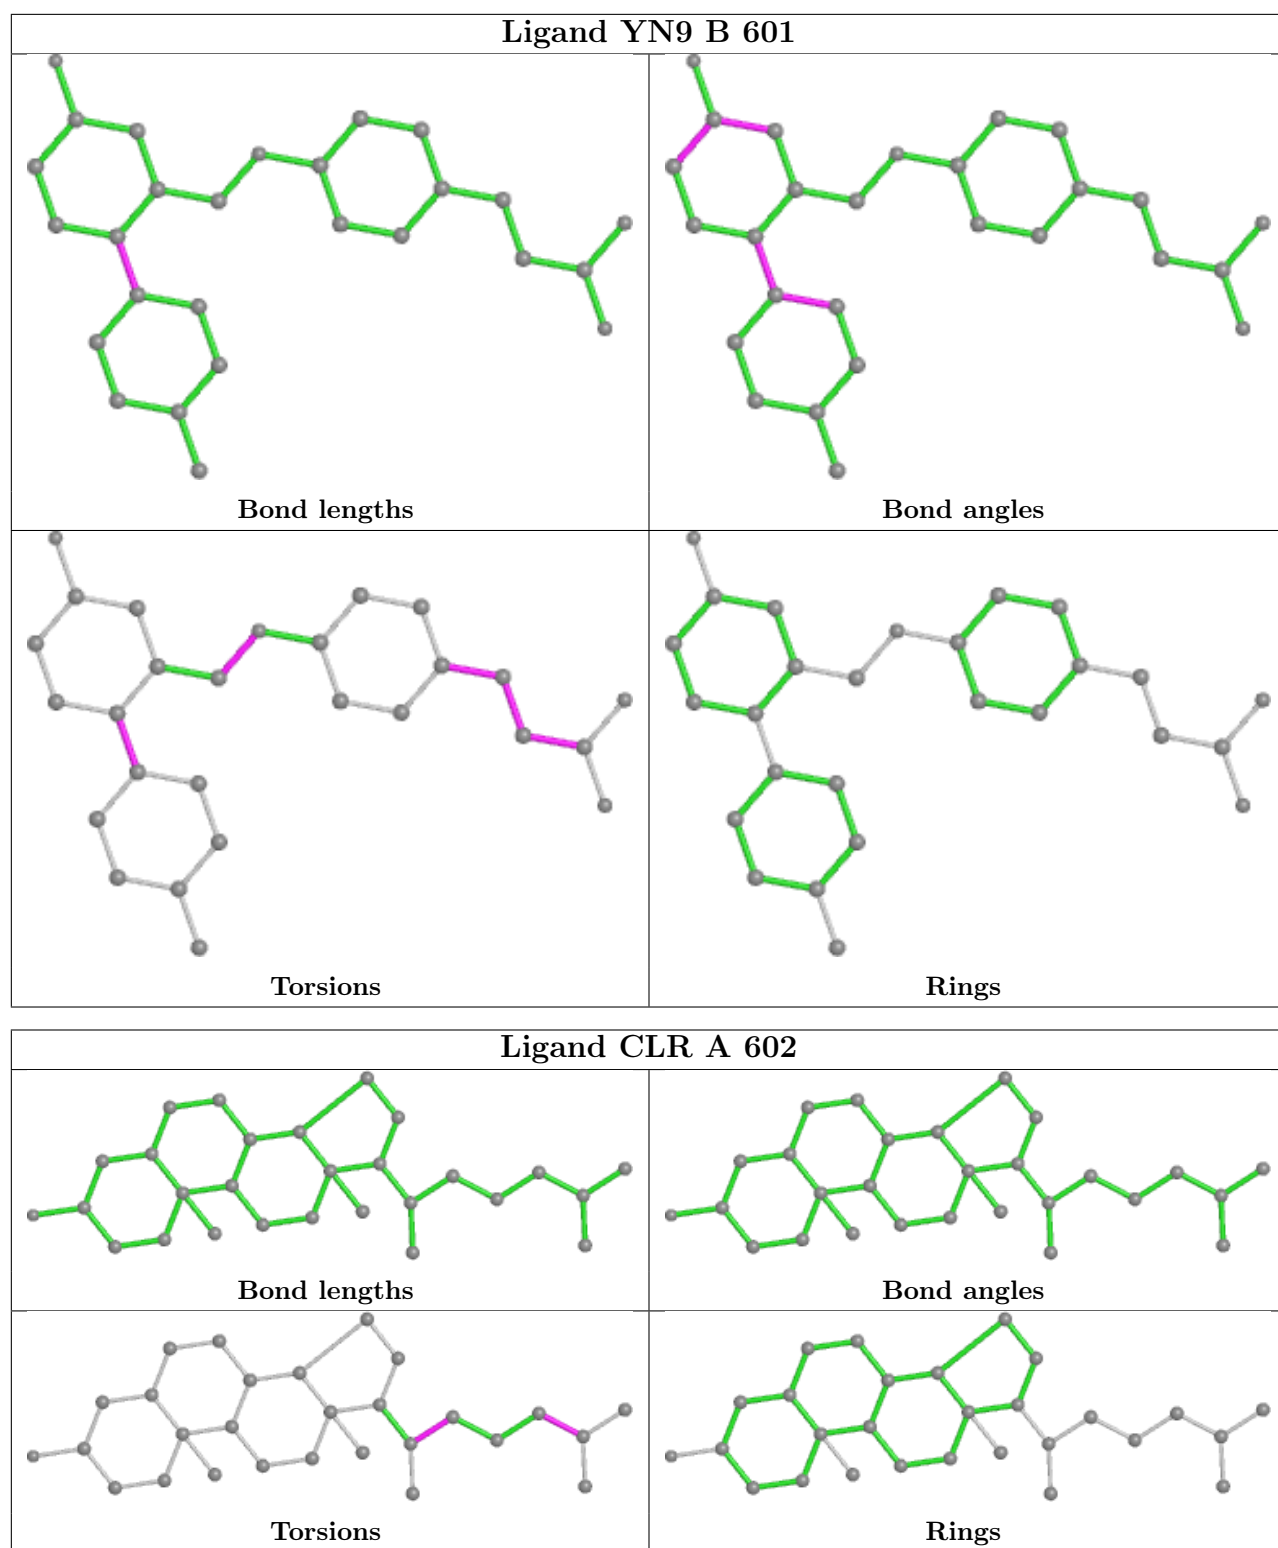 Ligand YN9 B 601
Bond lengths
Bond angles
Torsions
Rings
Ligand CLR A 602
Bond lengths
Bond angles
Torsions
Rings